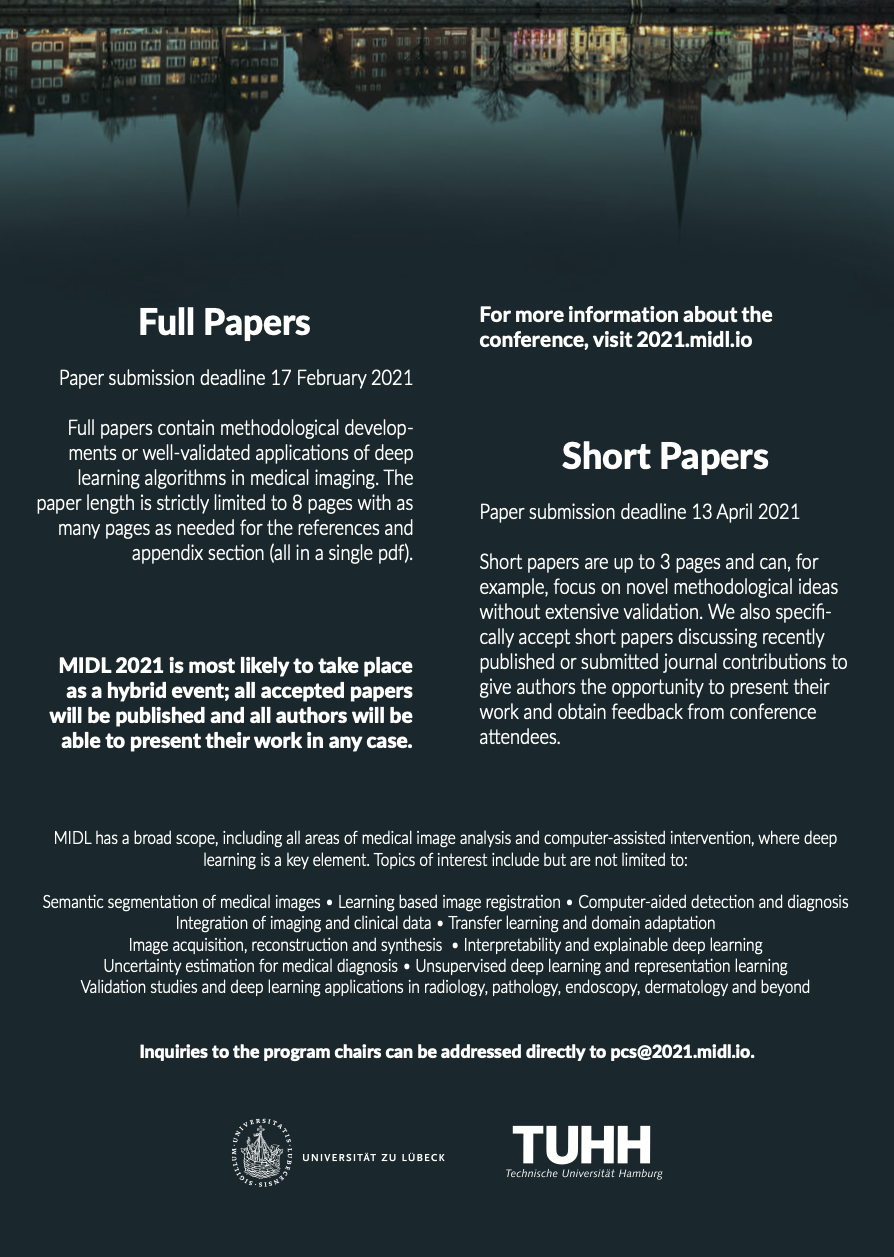 Full Papers
Paper submission deadline 17 February 2021
Full papers contain methodological develop-
ments or well-validated applications of deep
learning algorithms in medical imaging. The
paper length is strictly limited to 8 pages with as
many pages as needed for the references and
appendix section (all in a single pdf).
MIDL 2021 is most likely to take place
as a hybrid event; all accepted papers
will be published and all authors will be
able to present their work in any case.
For more information about the
conference, visit 2021.midl.io
Short Papers
Paper submission deadline 13 April 2021
Short papers are up to 3 pages and can, for
example, focus on novel methodological ideas
without extensive validation. We also specifi-
cally accept short papers discussing recently
published or submitted journal contributions to
give authors the opportunity to present their
work and obtain feedback from conference
attendees.
MIDL has a broad scope, including all areas of medical image analysis and computer-assisted intervention, where deep
learning is a key element. Topics of interest include but are not limited to:
Semantic segmentation of medical images • Learning based image registration • Computer-aided detection and diagnosis
Integration of imaging and clinical data • Transfer learning and domain adaptation
Image acquisition, reconstruction and synthesis • Interpretability and explainable deep learning
Uncertainty estimation for medical diagnosis • Unsupervised deep learning and representation learning
Validation studies and deep learning applications in radiology, pathology, endoscopy, dermatology and beyond
Inquiries to the program chairs can be addressed directly to pcs@2021.midl.io.
SIGILLUM·UNIVERSITATIS·LUBECENSIS·
UNIVERSITÄT ZU LÜBECK
TUHH
Technische Universität Hamburg